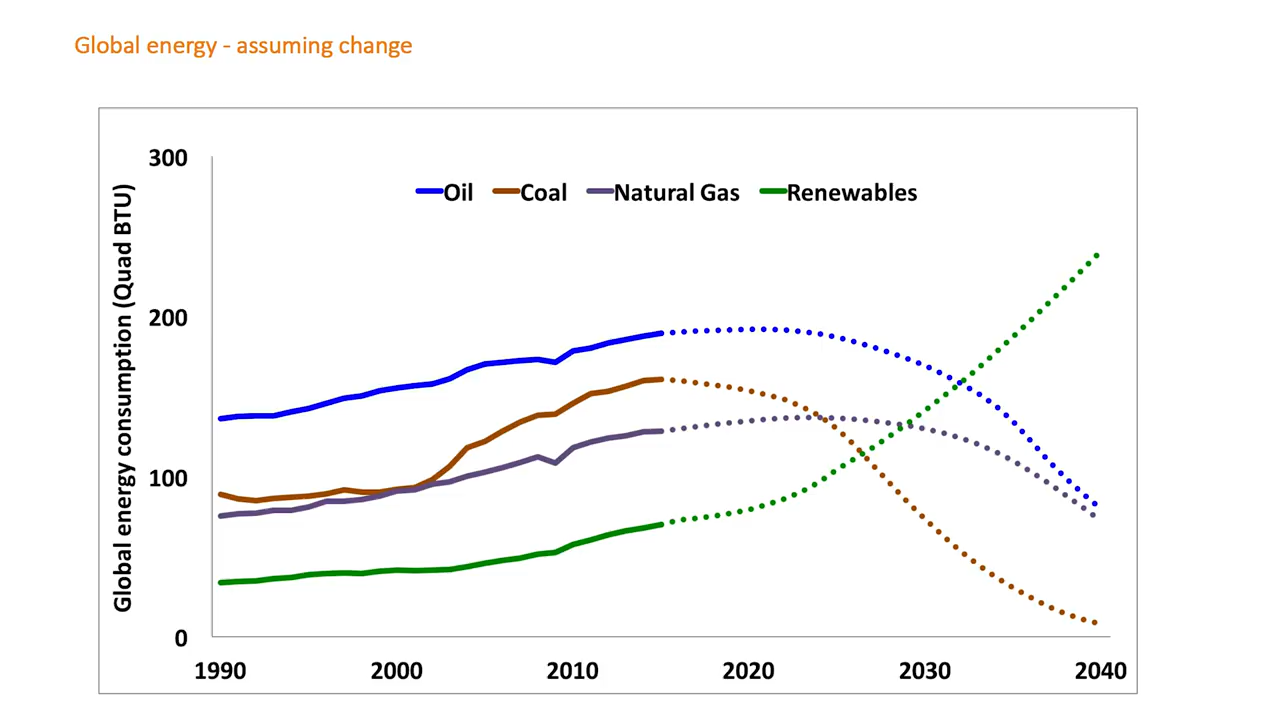 Global energy - assuming change
300
Oil Coal Natural Gas Renewables
200
100
0
Global energy consumption (Quad BTU)
1990 2000 2010 2020 2030 2040